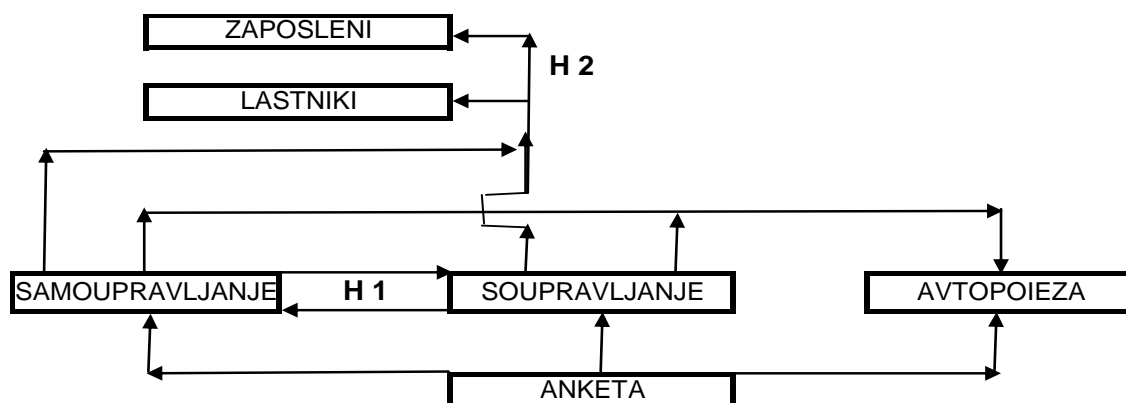 ZAPOSLENI
H 2
LASTNIKI
SAMOUPRAVLJANJE
H 1
SOUPRAVLJANJE
AVTOPOIEZA
ANKETA